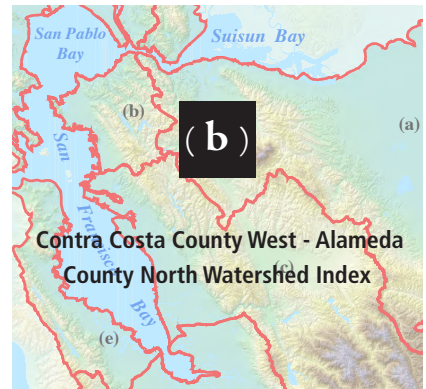 San Pablo
Bay
Suisun Bay
(b)
(a)
( b )
San
Francisco
Bay
Contra Costa County West - Alameda
County North Watershed Index
(c)
(e)